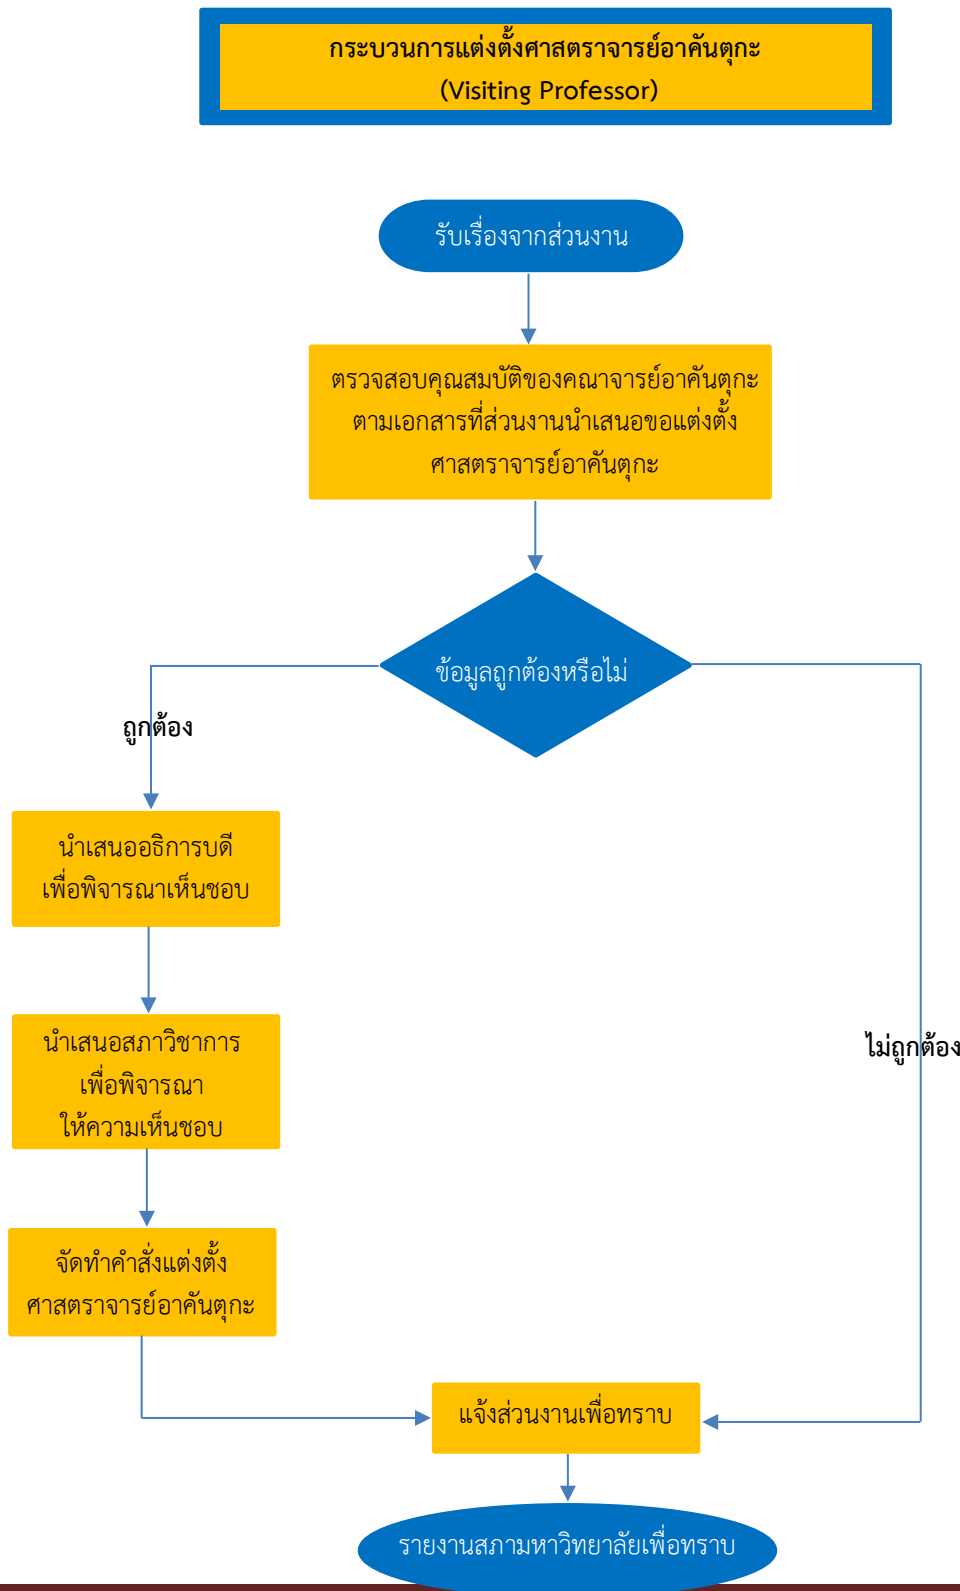 กระบวนการแต่งตั้งศาสตราจารย์อาคันตุกะ
(Visiting Professor)
รับเรื่องจากส่วนงาน
ตรวจสอบคุณสมบัติของคณาจารย์อาคันตุกะ
ตามเอกสารที่ส่วนงานนำเสนอขอแต่งตั้ง
ศาสตราจารย์อาคันตุกะ
ข้อมูลถูกต้องหรือไม่
ถูกต้อง
นำเสนออธิการบดี
เพื่อพิจารณาเห็นชอบ
นำเสนอสภาวิชาการ
เพื่อพิจารณา
ให้ความเห็นชอบ
ไม่ถูกต้อง
จัดทำคำสั่งแต่งตั้ง
ศาสตราจารย์อาคันตุกะ
แจ้งส่วนงานเพื่อทราบ
รายงานสภามหาวิทยาลัยเพื่อทราบ